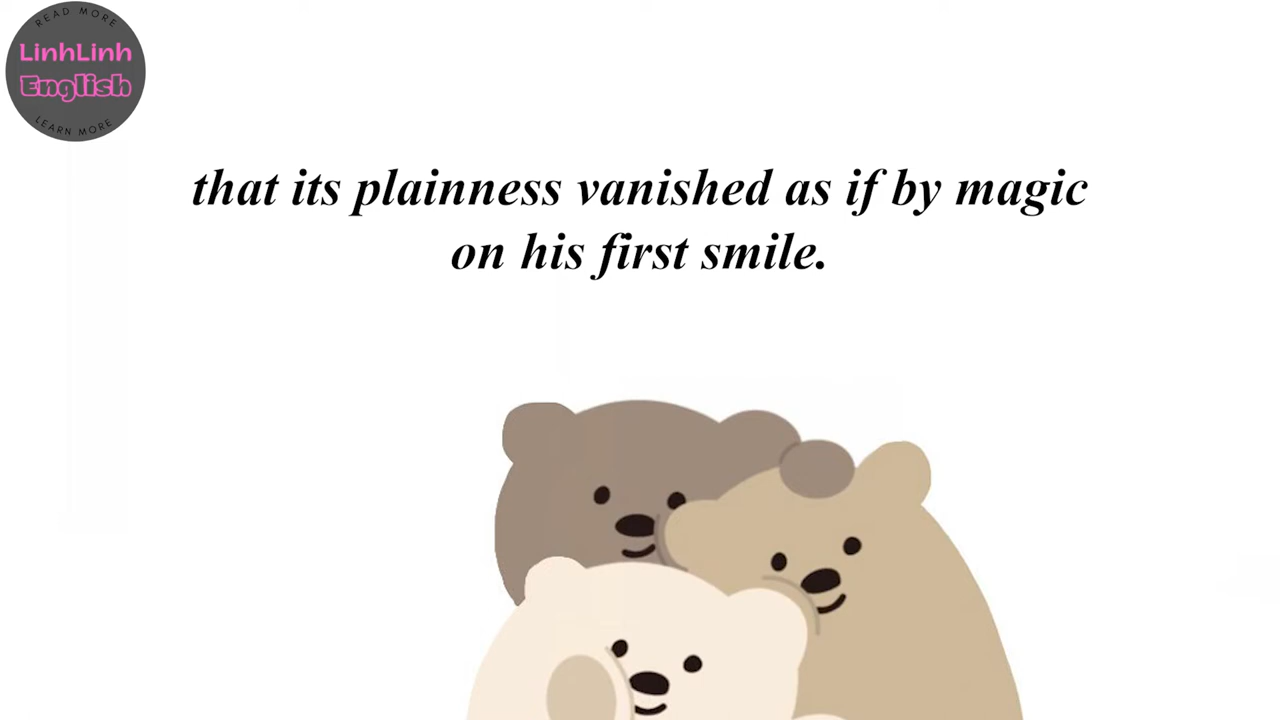 READ MORE
LinhLinh
English
LEARN MORE
that its plainness vanished as if by magic
on his first smile.